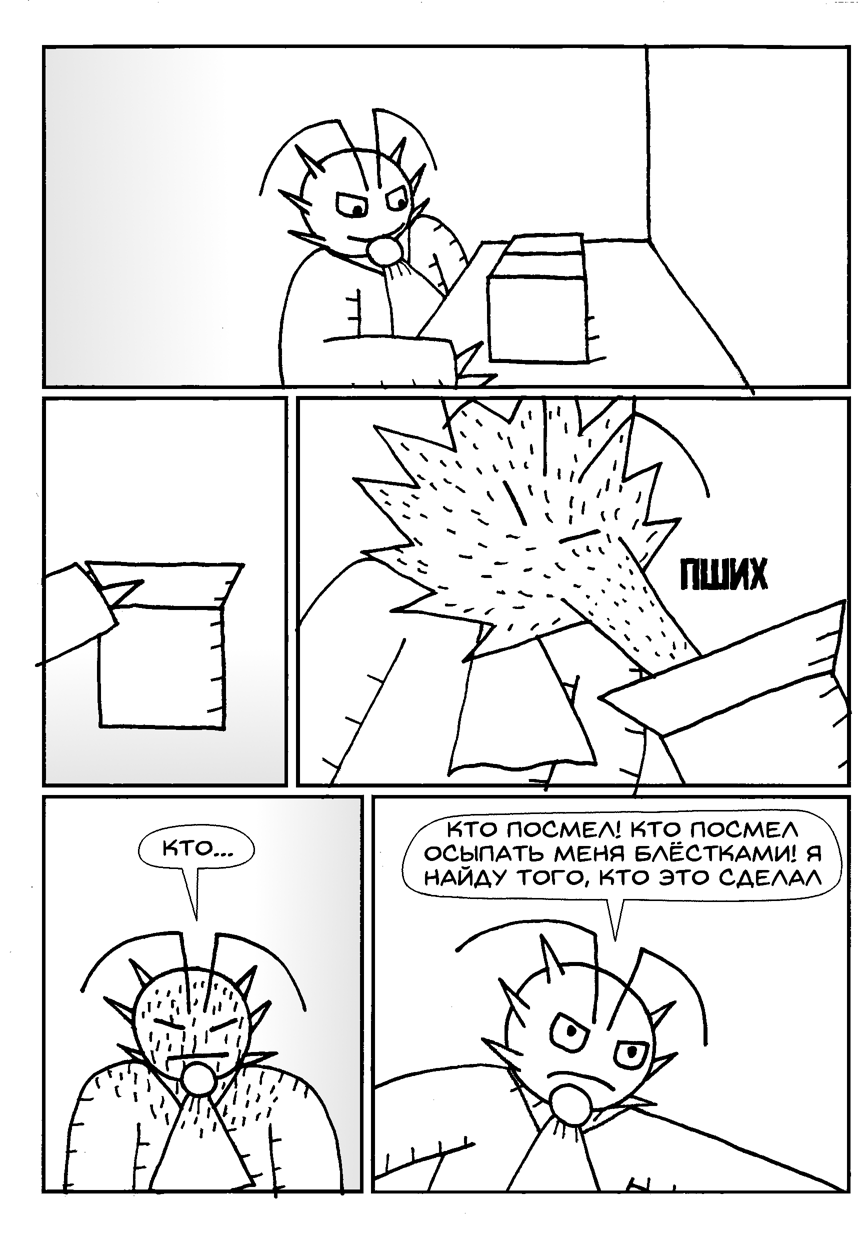 ПШИХ
КТО...
КТО ПОСМЕЛ! КТО ПОСМЕЛ
ОСЫПАТЬ МЕНЯ БЛЁСТКАМИ! Я
НАЙДУ ТОГО, КТО ЭТО СДЕЛАЛ